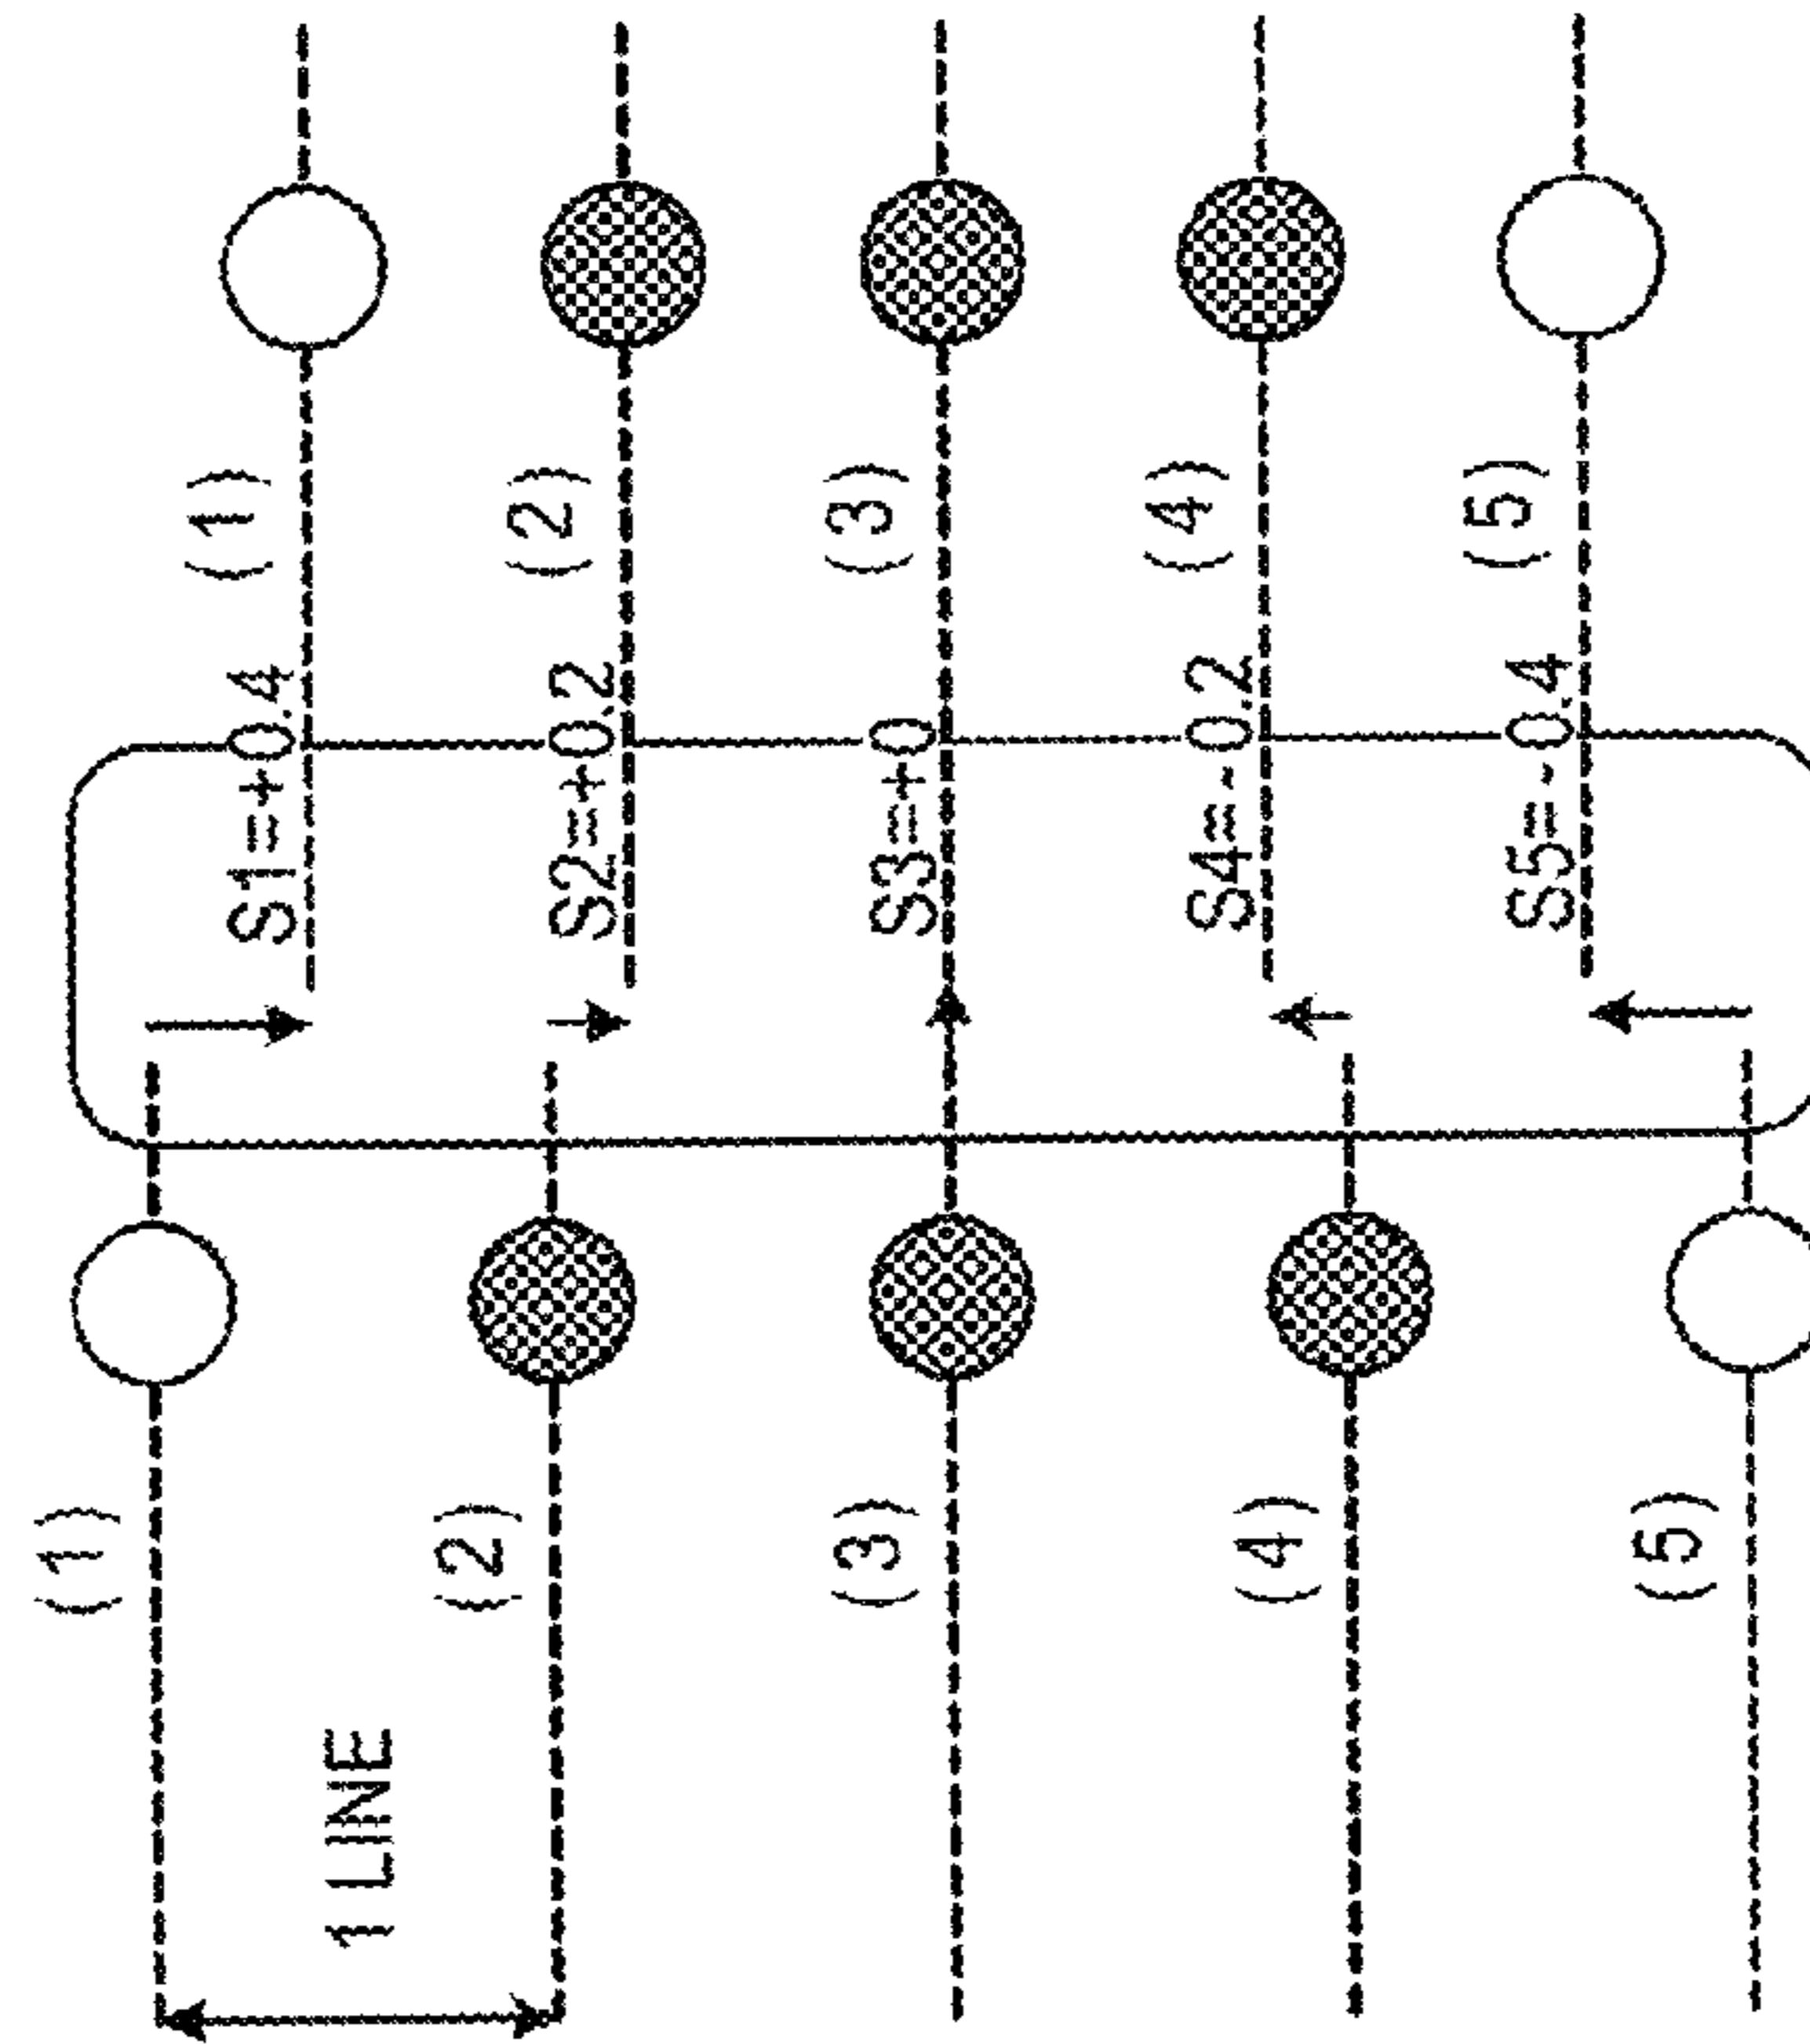 (1)
S1=+0.4 (1)
1 LINE
(2)
S2=+0.2 (2)
(3) S3=+0 (3)
S4=-0.2 (4)
(4)
S5=-0.4 (5)
(5)